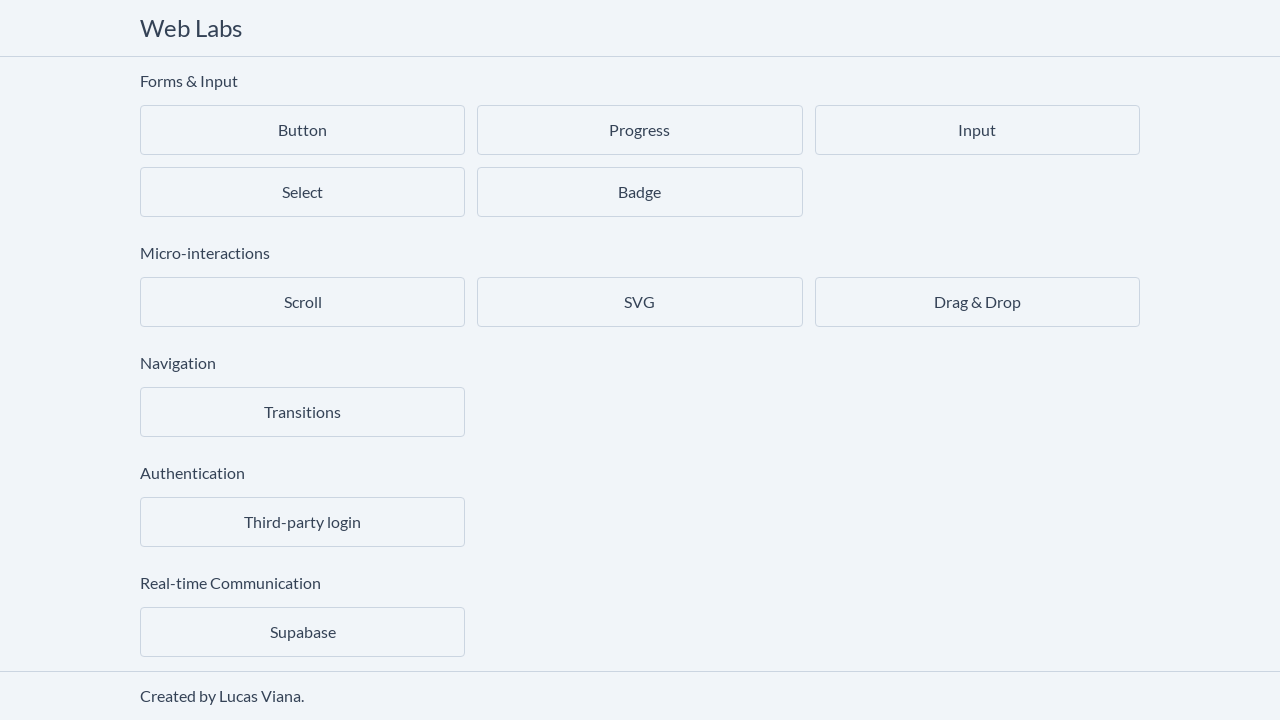 Web Labs
Forms & Input
Button
Progress
Input
Select
Badge
Micro-interactions
Scroll
SVG
Drag & Drop
Navigation
Transitions
Authentication
Third-party login
Real-time Communication
Supabase
Created by Lucas Viana.